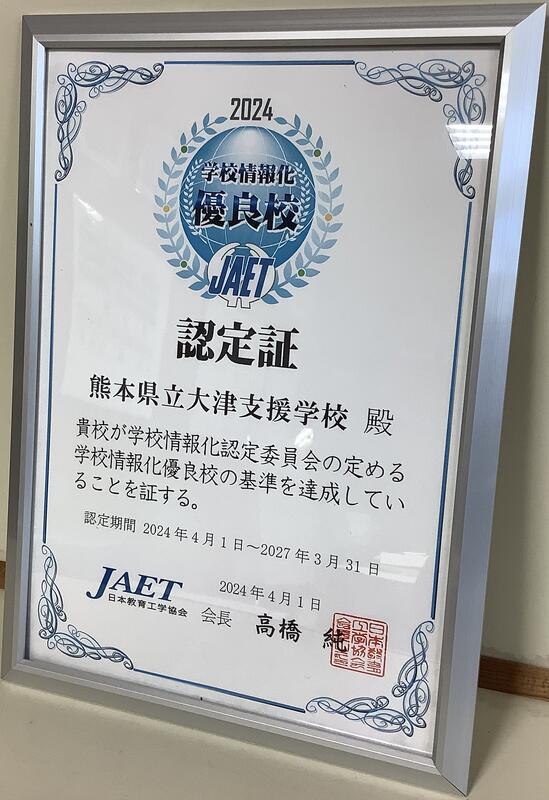 2024
学校情報化
優良校
JAET
認定証
熊本県立大津支援学校 殿
貴校が学校情報化認定委員会の定める
学校情報化優良校の基準を達成してい
ることを証する。
認定期間 2024年4月1日～2027年3月31日
JAET
日本教育工学協会
2024年4月1日
会長 高橋 純